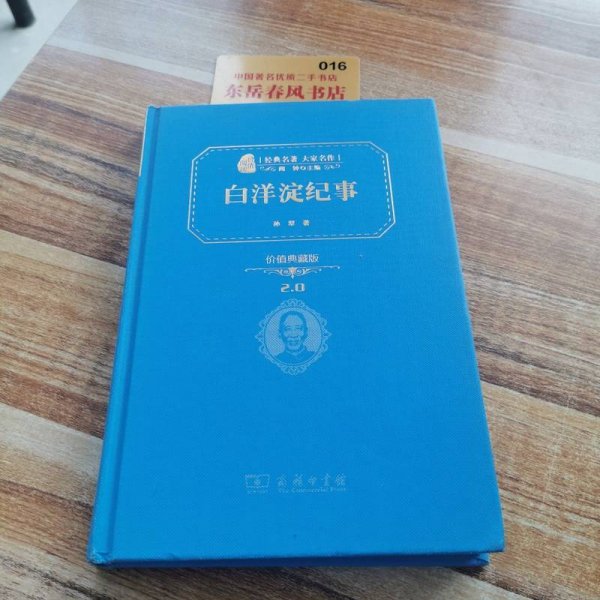 016
中国著名优质二手书店
东岳春风书店
经典名著 大家名作
主编
白洋淀纪事
孙犁 著
价值典藏版
2.0
商务印书馆
The Commercial Press